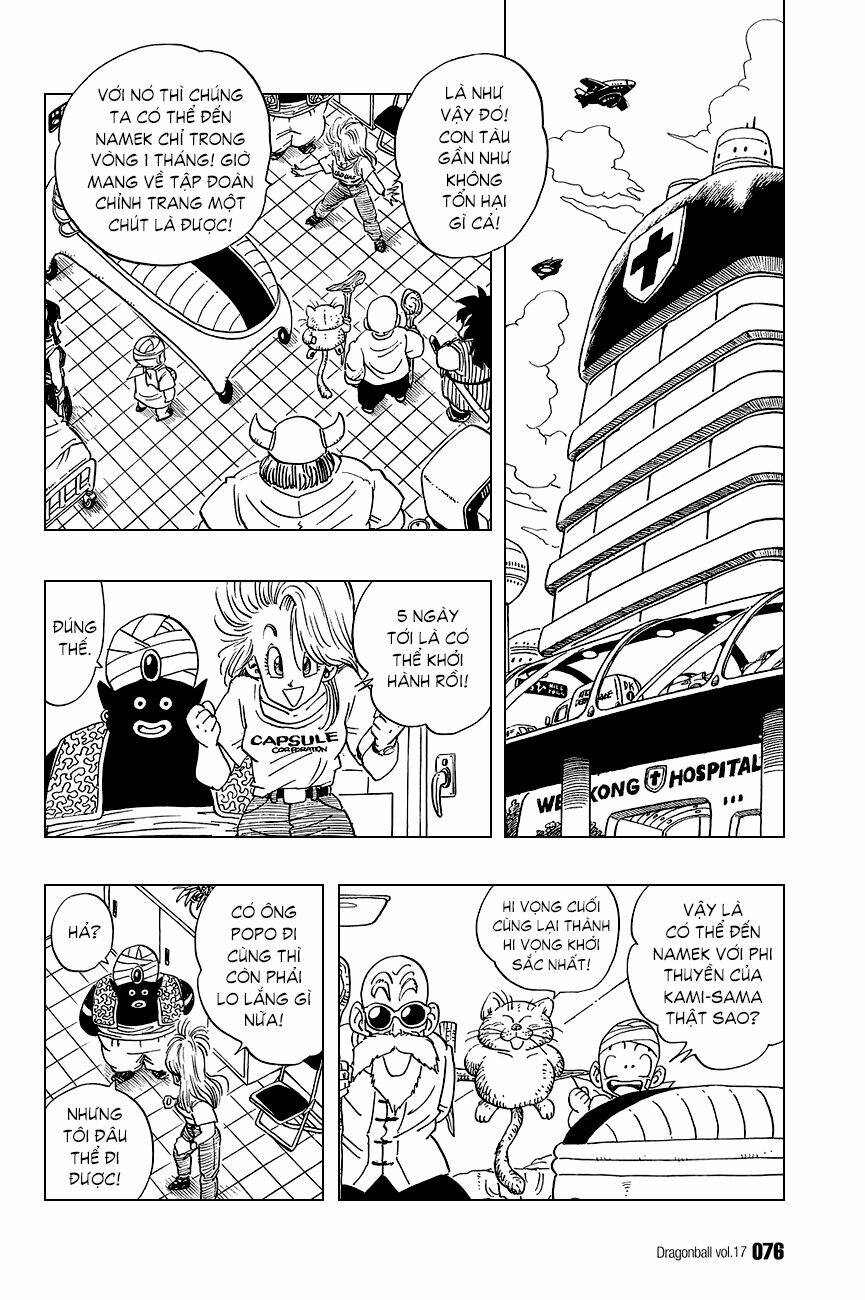 LÀ NHƯ
VẬY ĐÓ!
CON TÀU
GẦN NHƯ
KHÔNG
TỔN HẠI
GÌ CẢ!
VỚI NÓ THÌ CHÚNG
TA CÓ THỂ ĐẾN
NAMEK CHỈ TRONG
VÒNG 1 THÁNG! GIỜ
MANG VỀ TẬP ĐOÀN
CHỈNH TRANG MỘT
CHÚT LÀ ĐƯỢC!
KONG HOSPITAL
...
5 NGÀY
TỚI LÀ CÓ
THỂ KHỞI
HÀNH RỒI!
ĐÚNG
THẾ.
CAPSULE
CORPORATION
VẬY LÀ
CÓ THỂ ĐẾN
NAMEK VỚI PHI
THUYỀN CỦA
KAMI-SAMA
THẬT SAO?
HI VỌNG CUỐI
CÙNG LẠI THÀNH
HI VỌNG KHỞI
SẮC NHẤT!
CÓ ÔNG
POPO ĐI
CÙNG THÌ
CÒN PHẢI
LO LẮNG GÌ
NỮA!
HẢ?
NHƯNG
TÔI ĐÂU
THỂ ĐI
ĐƯỢC!
Dragonball vol.17 076